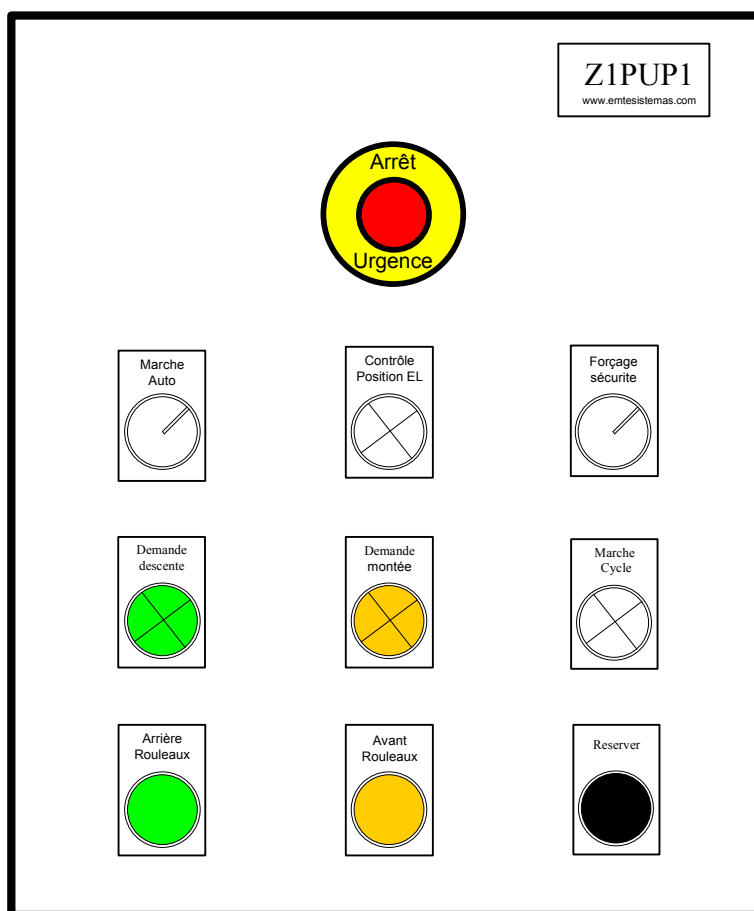 Z1PUP1
www.emtesistemas.com
Arrêt
Urgence
Marche
Auto
Contrôle
Position EL
Forçage
sécurite
Demande
descente
Demande
montée
Marche
Cycle
Arrière
Rouleaux
Avant
Rouleaux
Reserver